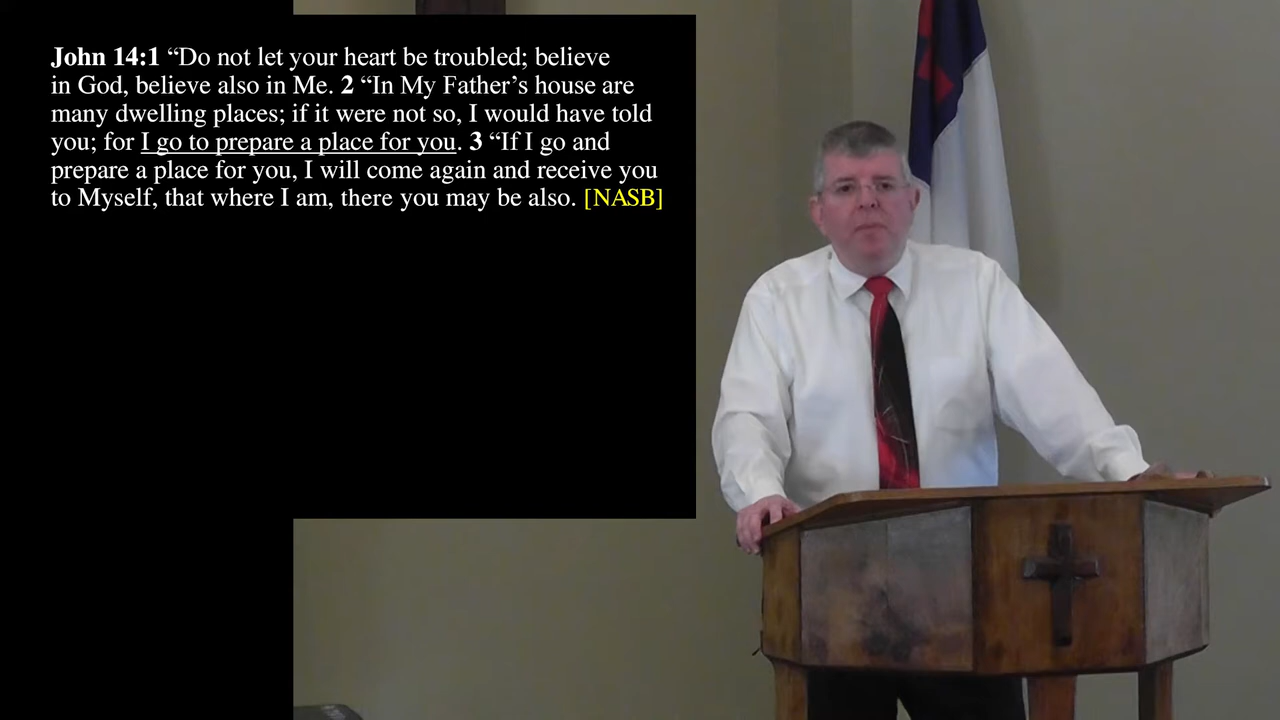 John 14:1 “Do not let your heart be troubled; believe
in God, believe also in Me. 2 “In My Father’s house are
many dwelling places; if it were not so, I would have told
you; for I go to prepare a place for you. 3 “If I go and
prepare a place for you, I will come again and receive you
to Myself, that where I am, there you may be also. [NASB]